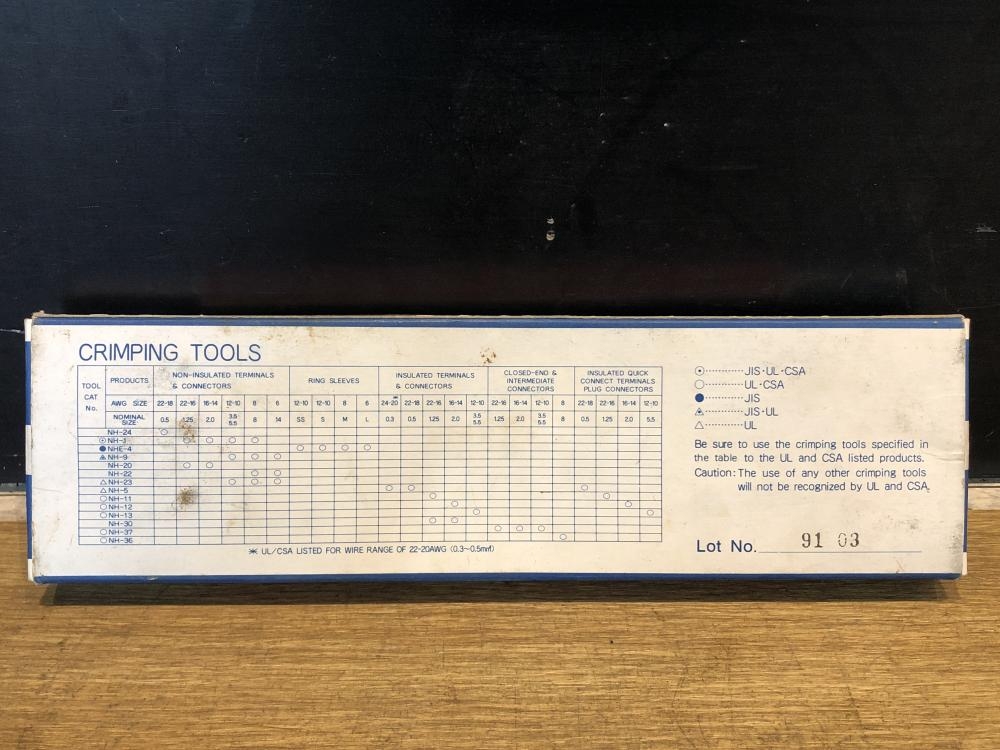 CRIMPING TOOLS
TOOL CAT No. PRODUCTS NON-INSULATED TERMINALS & CONNECTORS RING SLEEVES INSULATED TERMINALS & CONNECTORS CLOSED-END & INTERMEDIATE CONNECTORS INSULATED QUICK CONNECT TERMINALS PLUG CONNECTORS
AWG SIZE 22-18 22-16 16-14 12-10 8 6 12-10 12-10 8 6 24-20 22-18 22-16 16-14 12-10 22-16 16-14 12-10 8 22-18 22-16 16-14 12-10
NOMINAL SIZE 0.5 1.25 2.0 3.5 5.5 8 14 SS S M L 0.3 0.5 1.25 2.0 3.5 5.5 1.25 2.0 3.5 5.5 8 0.5 1.25 2.0 5.5
NH-24 ○
◉NH-1 ○ ○ ○ ○
●NHE-4 ○ ○ ○ ○
NH-9 ○ ○ ○
NH-20 ○ ○
NH-22 ○ ○
△NH-23 ○ ○ ○
△NH-5 ○ ○ ○
○NH-11 ○ ○
○NH-12 ○ ○
○NH-13 ○ ○
NH-30 ○ ○
○NH-37 ○ ○ ○
○NH-36 ○
※ UL/CSA LISTED FOR WIRE RANGE OF 22-20AWG (0.3~0.5mm²)
JIS·UL·CSA
UL·CSA
JIS
JIS·UL
UL
Be sure to use the crimping tools specified in
the table to the UL and CSA listed products.
Caution: The use of any other crimping tools
will not be recognized by UL and CSA.
Lot No. 91 03